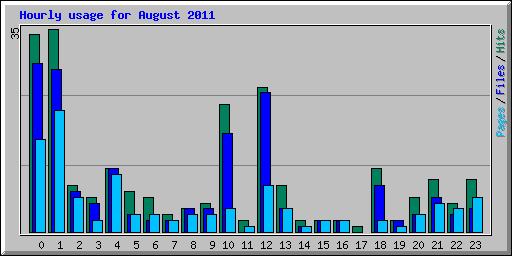 Hourly usage for August 2011
35
Pages / Files / Hits
0 1 2 3 4 5 6 7 8 9 10 11 12 13 14 15 16 17 18 19 20 21 22 23